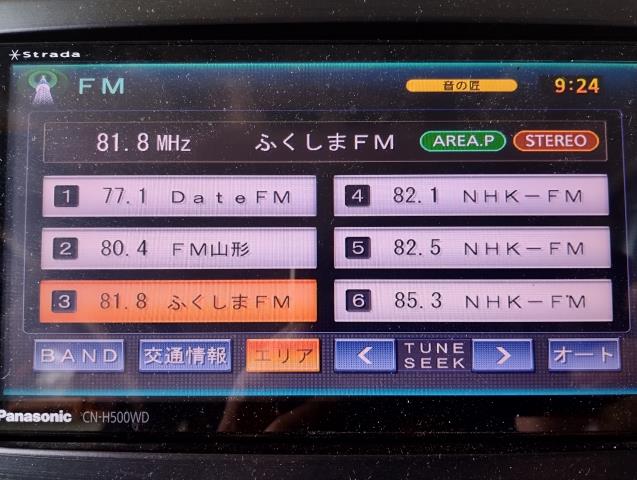 Strada
FM 音の匠 9:24
81.8 MHz ふくしまFM AREA.P STEREO
1 77.1 DateFM
4 82.1 NHK-FM
2 80.4 FM山形
5 82.5 NHK-FM
3 81.8 ふくしまFM
6 85.3 NHK-FM
BAND 交通情報 エリア < TUNE SEEK > オート
Panasonic CN-H500WD